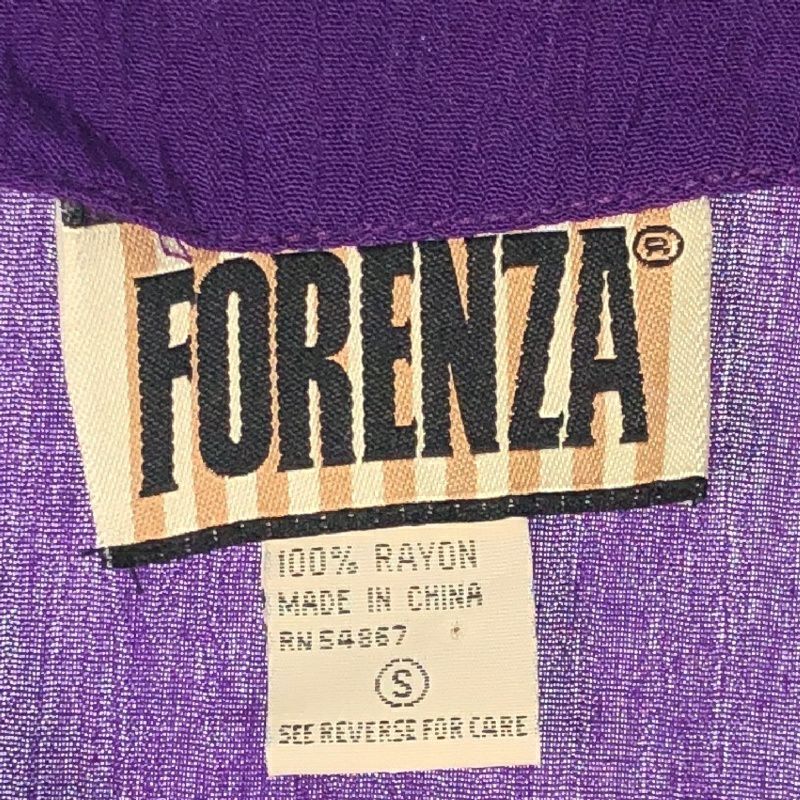 FORENZA®
100% RAYON
MADE IN CHINA
RN 54867
S
SEE REVERSE FOR CARE